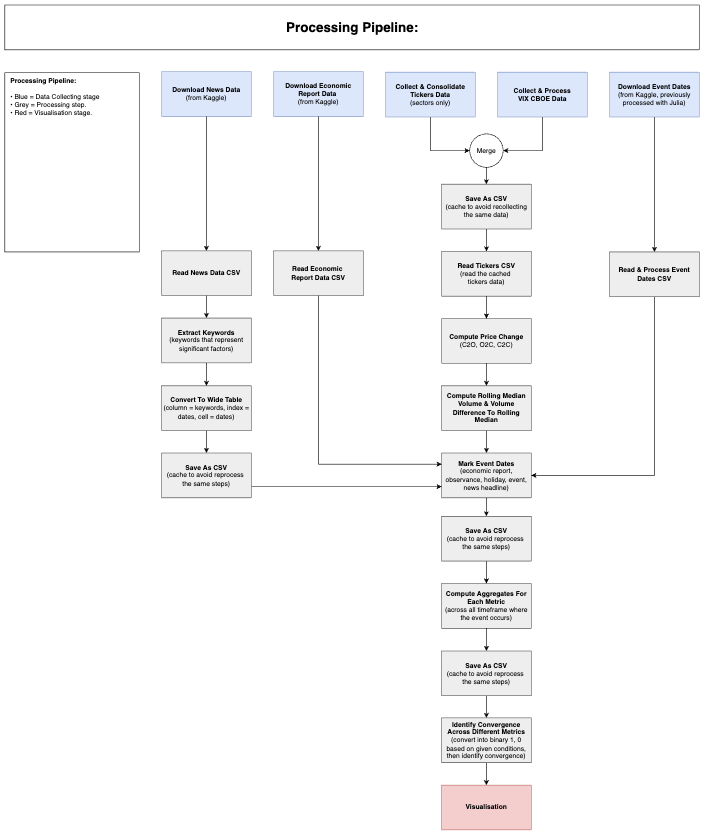 Processing Pipeline:
Processing Pipeline:
• Blue = Data Collecting stage
• Grey = Processing step.
• Red = Visualisation stage.
Download News Data
(from Kaggle)
Download Economic
Report Data
(from Kaggle)
Collect & Consolidate
Tickers Data
(sectors only)
Collect & Process
VIX CBOE Data
Download Event Dates
(from Kaggle, previously
processed with Julia)
Merge
Save As CSV
(cache to avoid recollecting
the same data)
Read News Data CSV
Read Economic
Report Data CSV
Read Tickers CSV
(read the cached
tickers data)
Read & Process Event
Dates CSV
Extract Keywords
(keywords that represent
significant factors)
Compute Price Change
(C2O, O2C, C2C)
Convert To Wide Table
(column = keywords, index =
dates, cell = dates)
Compute Rolling Median
Volume & Volume
Difference To Rolling
Median
Save As CSV
(cache to avoid reprocess
the same steps)
Mark Event Dates
(economic report,
observance, holiday, event,
news headline)
Save As CSV
(cache to avoid reprocess
the same steps)
Compute Aggregates For
Each Metric
(across all timeframe where
the event occurs)
Save As CSV
(cache to avoid reprocess
the same steps)
Identify Convergence
Across Different Metrics
(convert into binary 1, 0
based on given conditions,
then identify convergence)
Visualisation